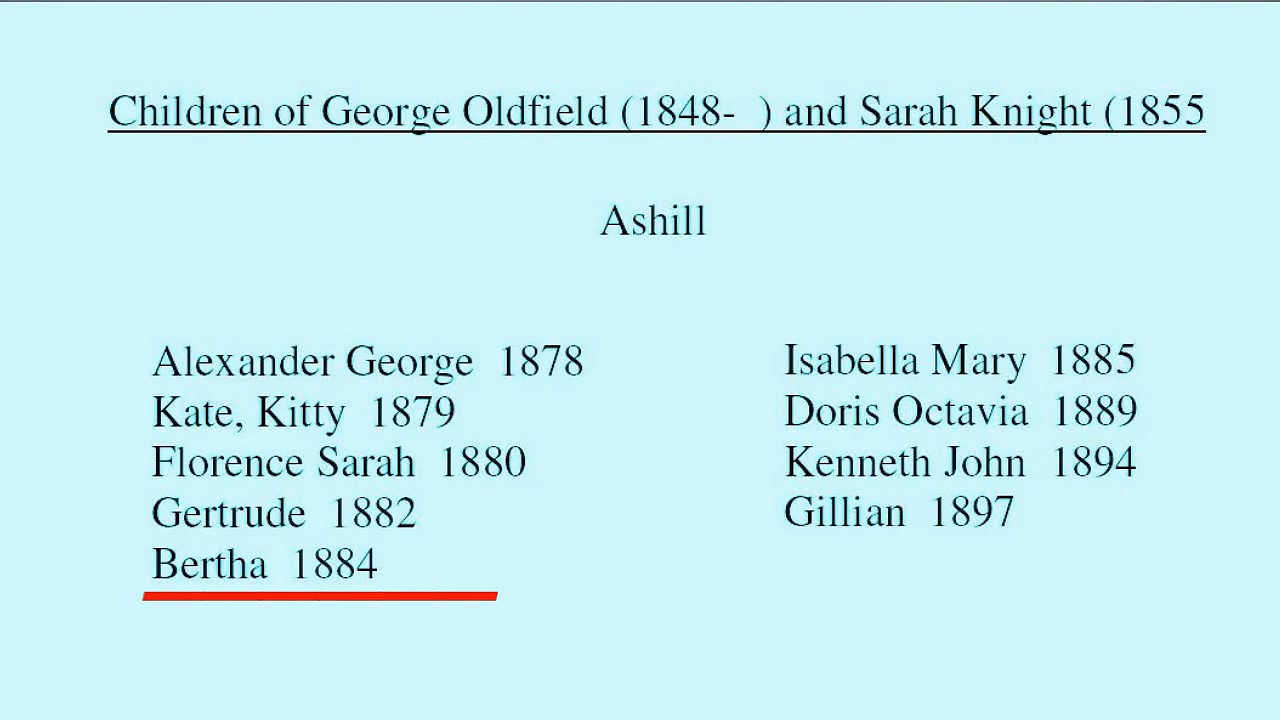 Children of George Oldfield (1848-  ) and Sarah Knight (1855
Ashill
Alexander George  1878
Kate, Kitty  1879
Florence Sarah  1880
Gertrude  1882
Bertha  1884
Isabella Mary  1885
Doris Octavia  1889
Kenneth John  1894
Gillian  1897